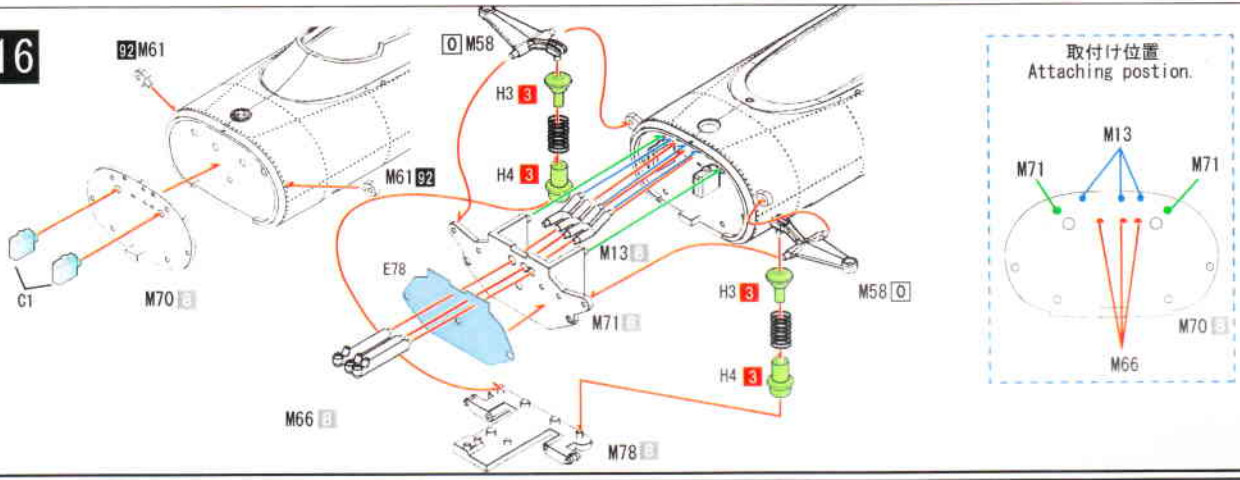 16
92 M61
M61 92
C1
M70 8
0 M58
H3 3
H4 3
E78
M13 8
M71 8
M66 8
M78 8
H3 3
H4 3
M58 0
取付け位置
Attaching postion.
M13
M71
M71
M70 8
M66